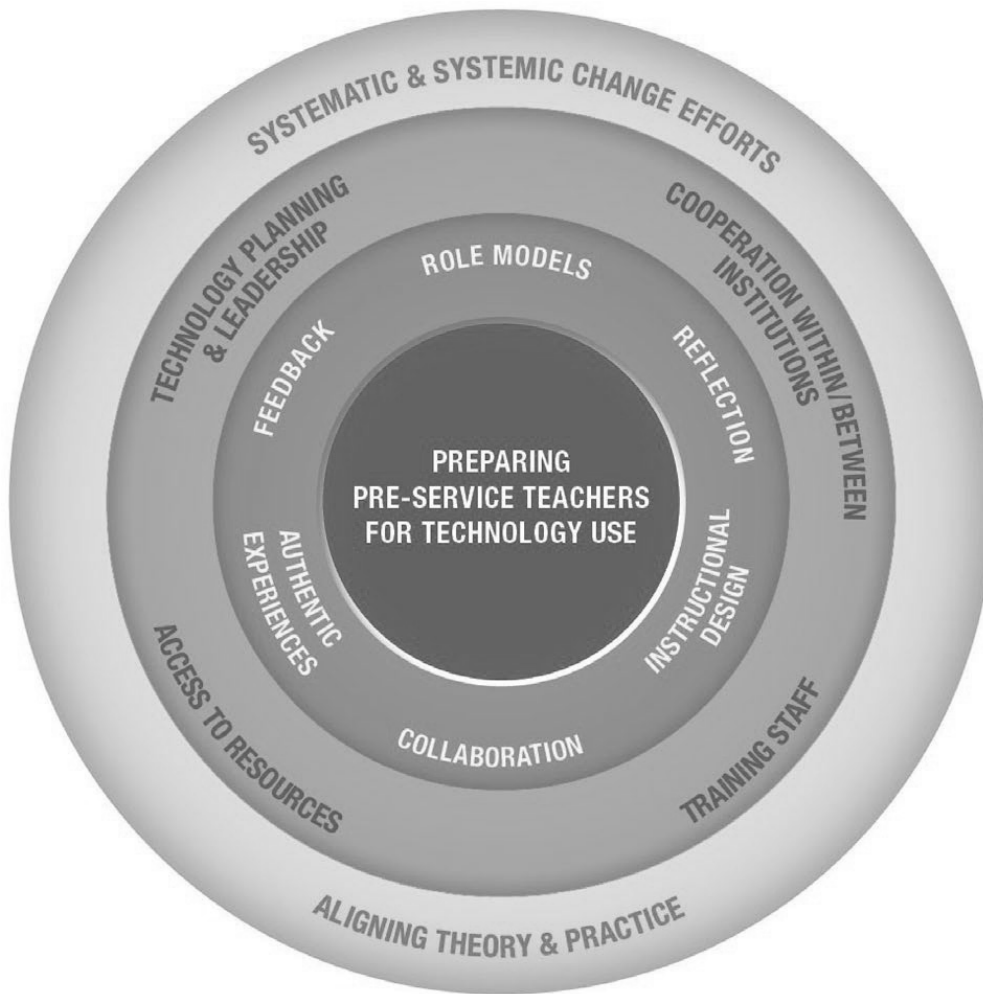 SYSTEMATIC & SYSTEMIC CHANGE EFFORTS
TECHNOLOGY PLANNING
& LEADERSHIP
COOPERATION WITHIN/BETWEEN
INSTITUTIONS
ROLE MODELS
FEEDBACK
REFLECTION
PREPARING
PRE-SERVICE TEACHERS
FOR TECHNOLOGY USE
AUTHENTIC
EXPERIENCES
INSTRUCTIONAL
DESIGN
COLLABORATION
ACCESS TO RESOURCES
TRAINING STAFF
ALIGNING THEORY & PRACTICE